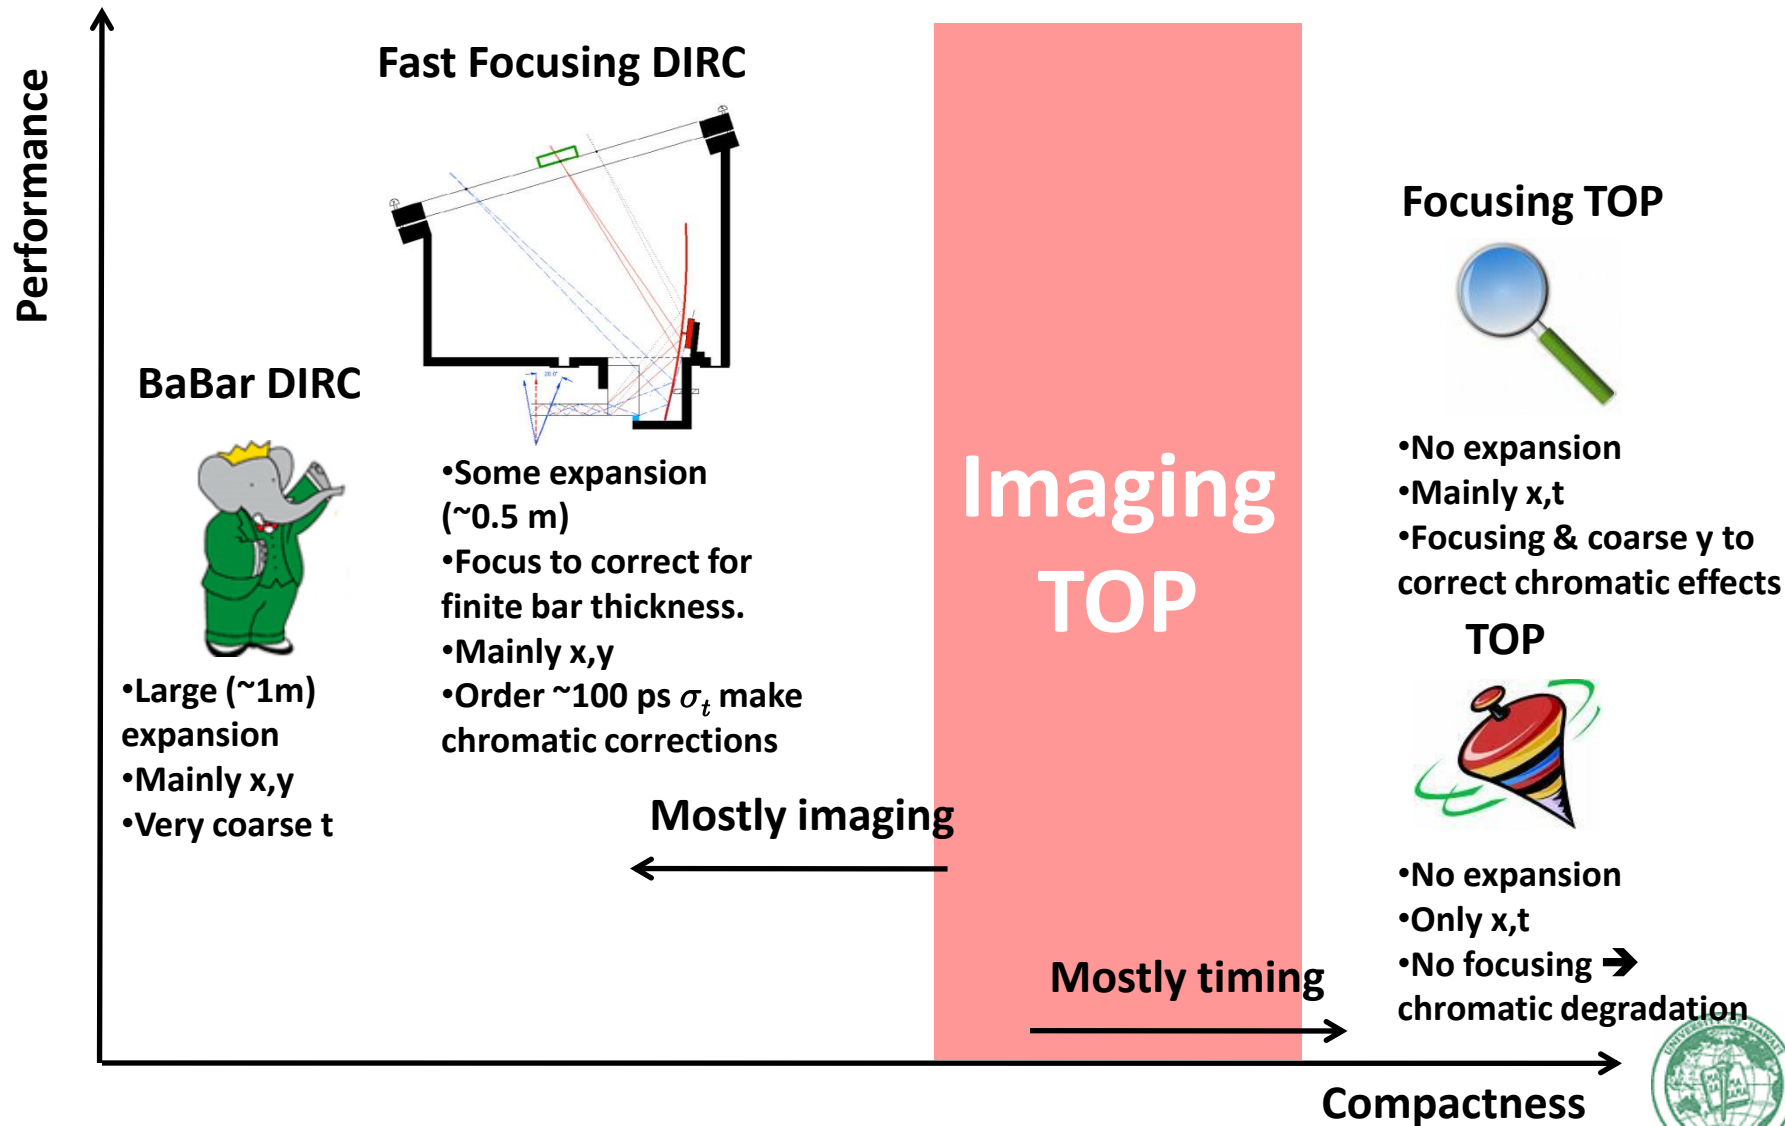 Performance
Fast Focusing DIRC
BaBar DIRC
•Large (~1m)
expansion
•Mainly x,y
•Very coarse t
•Some expansion
(~0.5 m)
•Focus to correct for
finite bar thickness.
•Mainly x,y
•Order ~100 ps σt make
chromatic corrections
Mostly imaging
Imaging
TOP
Mostly timing
Focusing TOP
•No expansion
•Mainly x,t
•Focusing & coarse y to
correct chromatic effects
TOP
•No expansion
•Only x,t
•No focusing ➔
chromatic degradation
Compactness
UNIVERSITY OF HAWAII